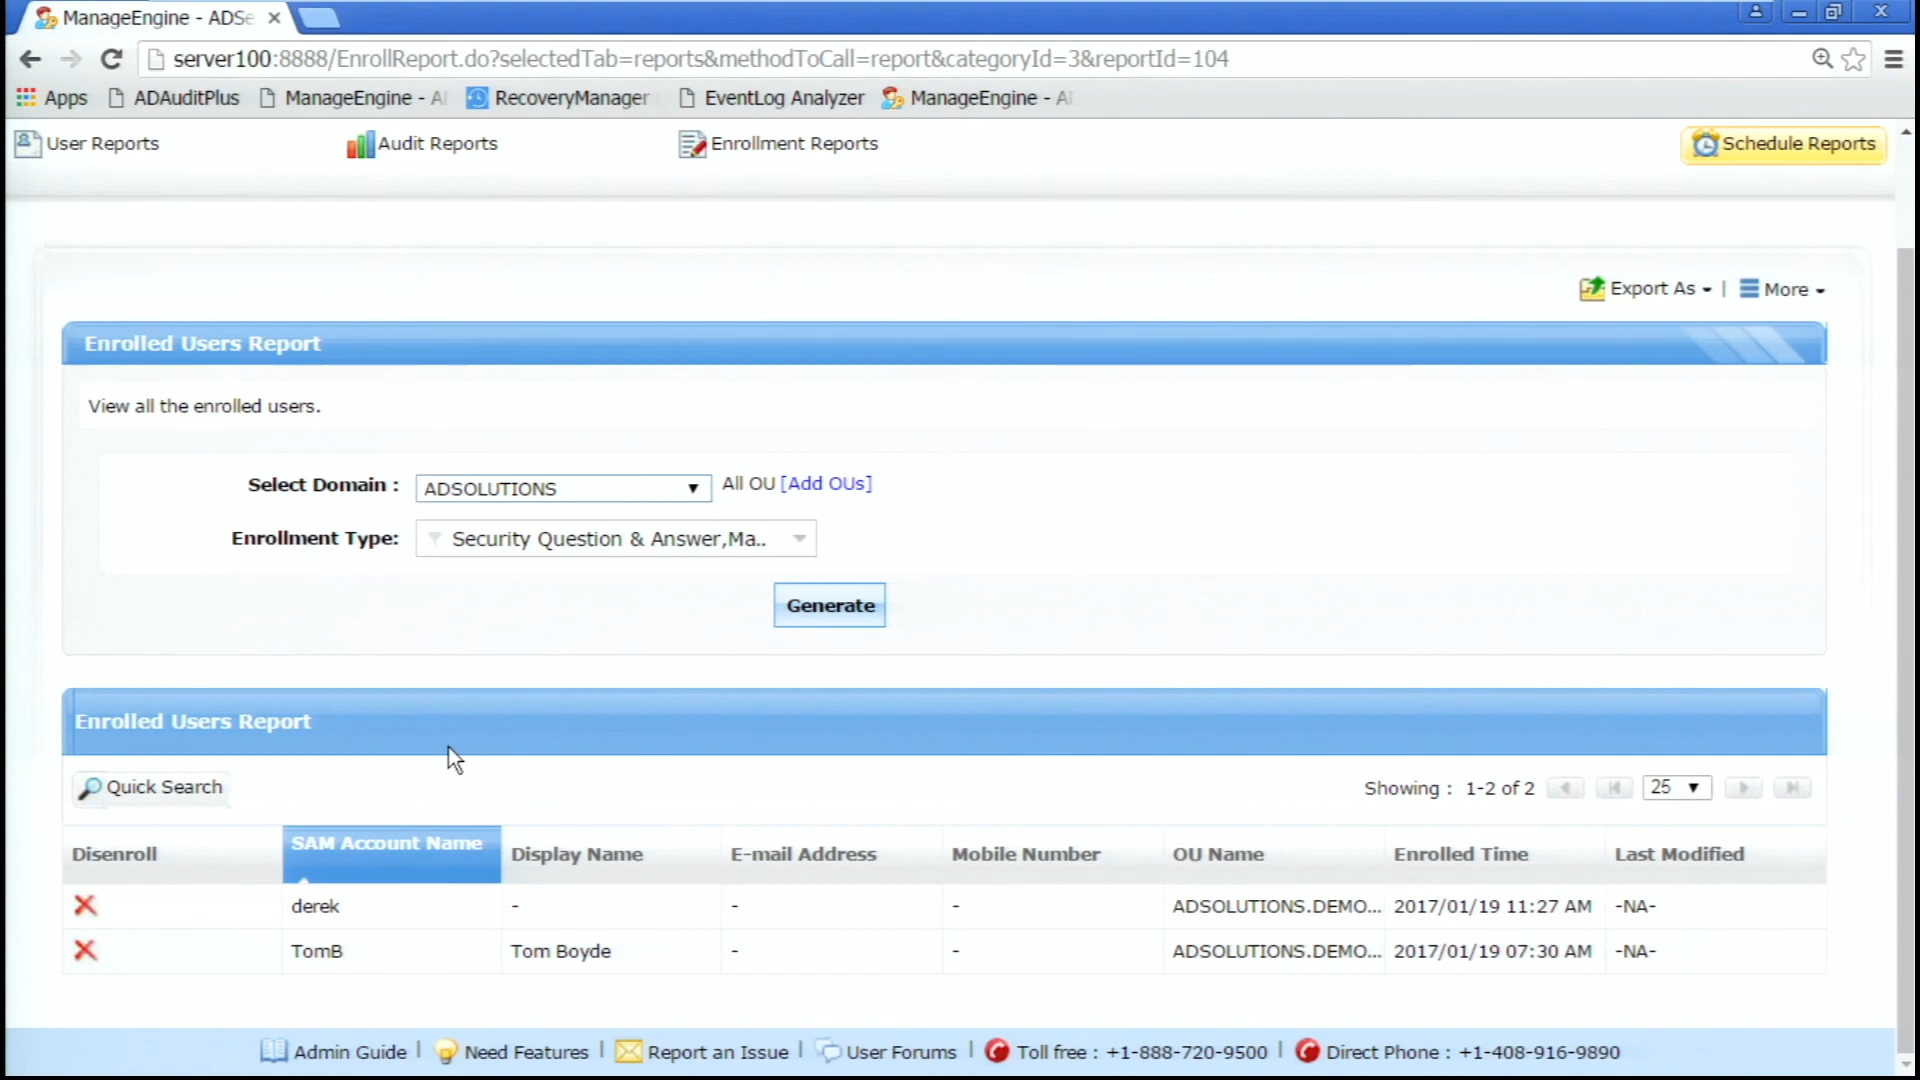 ManageEngine - ADSe
server100:8888/EnrollReport.do?selectedTab=reports&methodToCall=report&categoryId=3&reportId=104
Apps ADAuditPlus ManageEngine - AI RecoveryManager EventLog Analyzer ManageEngine - AI
User Reports Audit Reports Enrollment Reports Schedule Reports
Export As | More
Enrolled Users Report
View all the enrolled users.
Select Domain : ADSOLUTIONS All OU [Add OUs]
Enrollment Type: Security Question & Answer,Ma..
Generate
Enrolled Users Report
Quick Search Showing : 1-2 of 2 25
Disenroll SAM Account Name Display Name E-mail Address Mobile Number OU Name Enrolled Time Last Modified
derek - - - ADSOLUTIONS.DEMO... 2017/01/19 11:27 AM -NA-
TomB Tom Boyde - - ADSOLUTIONS.DEMO... 2017/01/19 07:30 AM -NA-
Admin Guide | Need Features | Report an Issue | User Forums | Toll free : +1-888-720-9500 | Direct Phone : +1-408-916-9890